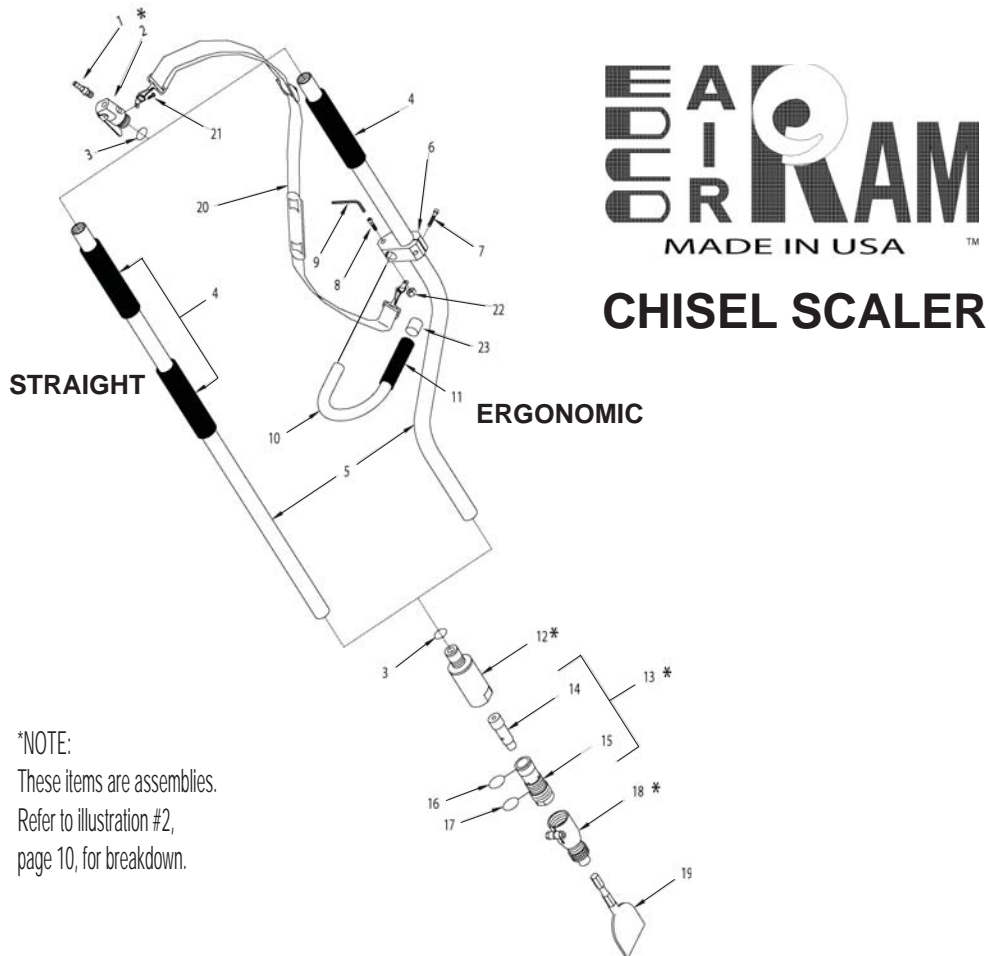 1
*
2
3
21
4
6
20
9
8
7
22
23
4
STRAIGHT
10
11
ERGONOMIC
5
EDCO AIR RAM
MADE IN USA
TM
CHISEL SCALER
3
12*
13 *
14
15
16
17
18 *
19
*NOTE:
These items are assemblies.
Refer to illustration #2,
page 10, for breakdown.